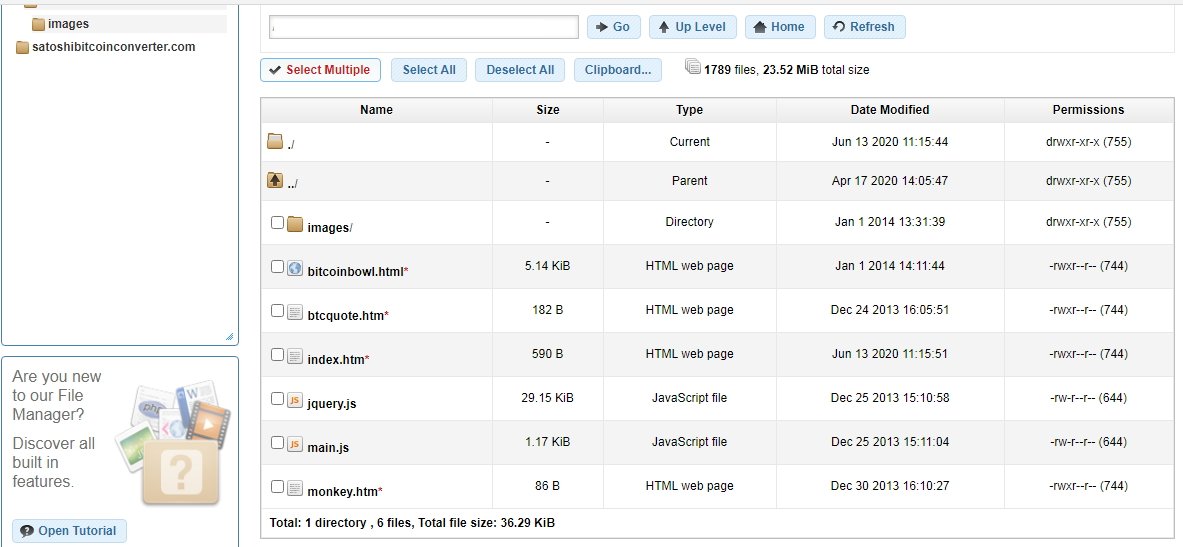 images
satoshibitcoinconverter.com
/
Go Up Level Home Refresh
Select Multiple Select All Deselect All Clipboard... 1789 files, 23.52 MiB total size
Name Size Type Date Modified Permissions
./ - Current Jun 13 2020 11:15:44 drwxr-xr-x (755)
../ - Parent Apr 17 2020 14:05:47 drwxr-xr-x (755)
images/ - Directory Jan 1 2014 13:31:39 drwxr-xr-x (755)
bitcoinbowl.html* 5.14 KiB HTML web page Jan 1 2014 14:11:44 -rwxr--r-- (744)
btcquote.htm* 182 B HTML web page Dec 24 2013 16:05:51 -rwxr--r-- (744)
index.htm* 590 B HTML web page Jun 13 2020 11:15:51 -rwxr--r-- (744)
JS jquery.js 29.15 KiB JavaScript file Dec 25 2013 15:10:58 -rw-r--r-- (644)
JS main.js 1.17 KiB JavaScript file Dec 25 2013 15:11:04 -rw-r--r-- (644)
monkey.htm* 86 B HTML web page Dec 30 2013 16:10:27 -rwxr--r-- (744)
Total: 1 directory , 6 files, Total file size: 36.29 KiB
Are you new
to our File
Manager?
Discover all
built in
features.
php
W
?
Open Tutorial